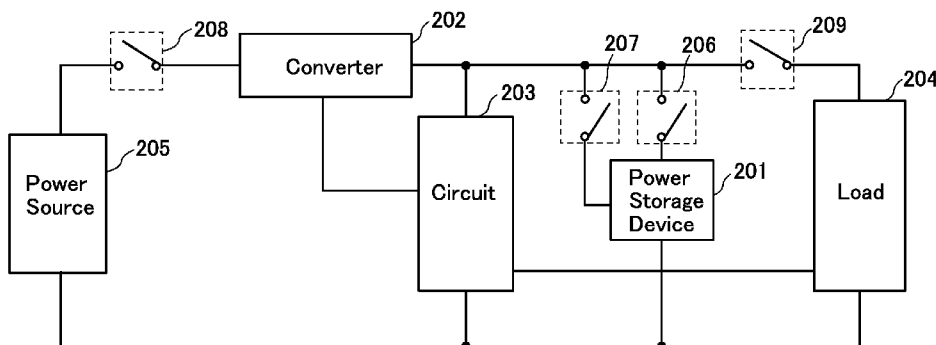 208
202
Converter
207
206
209
203
204
205
Power
Source
Circuit
Power
Storage
Device
201
Load